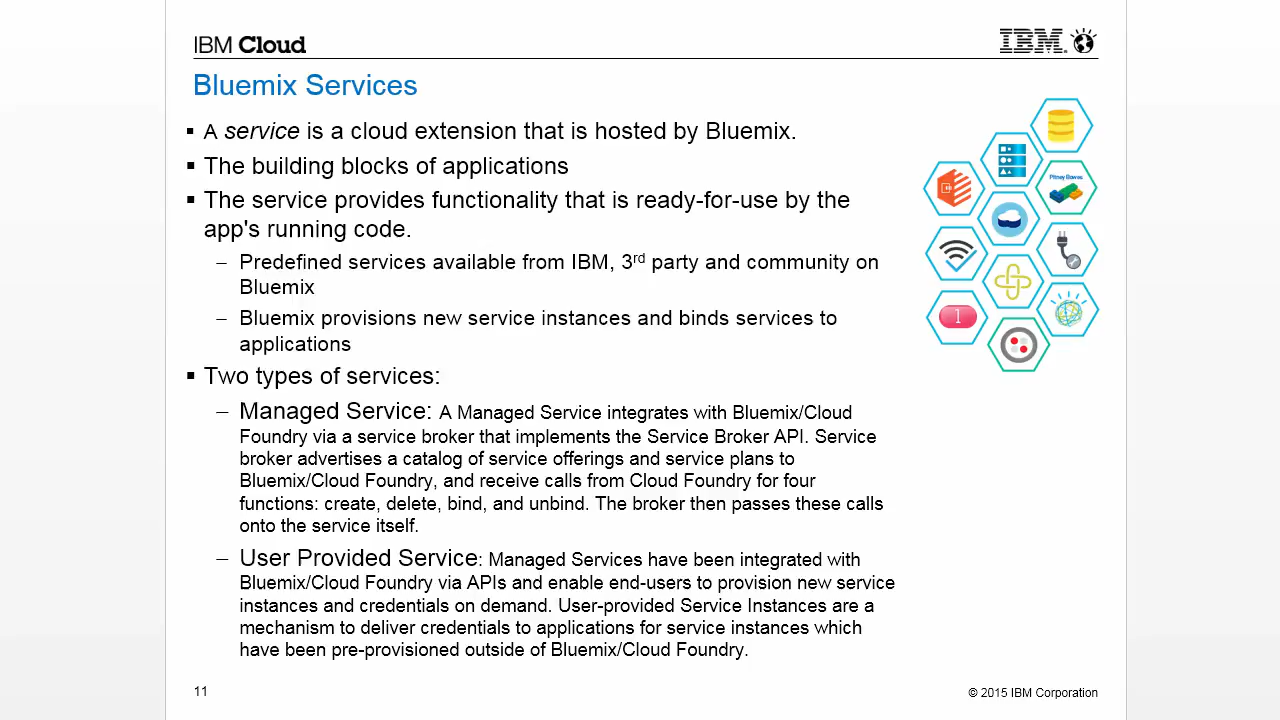 IBM Cloud
IBM
Bluemix Services
▪ A service is a cloud extension that is hosted by Bluemix.
▪ The building blocks of applications
▪ The service provides functionality that is ready-for-use by the
app's running code.
– Predefined services available from IBM, 3rd party and community on
Bluemix
– Bluemix provisions new service instances and binds services to
applications
▪ Two types of services:
– Managed Service: A Managed Service integrates with Bluemix/Cloud
Foundry via a service broker that implements the Service Broker API. Service
broker advertises a catalog of service offerings and service plans to
Bluemix/Cloud Foundry, and receive calls from Cloud Foundry for four
functions: create, delete, bind, and unbind. The broker then passes these calls
onto the service itself.
– User Provided Service: Managed Services have been integrated with
Bluemix/Cloud Foundry via APIs and enable end-users to provision new service
instances and credentials on demand. User-provided Service Instances are a
mechanism to deliver credentials to applications for service instances which
have been pre-provisioned outside of Bluemix/Cloud Foundry.
Pitney Bowes
1
11
© 2015 IBM Corporation